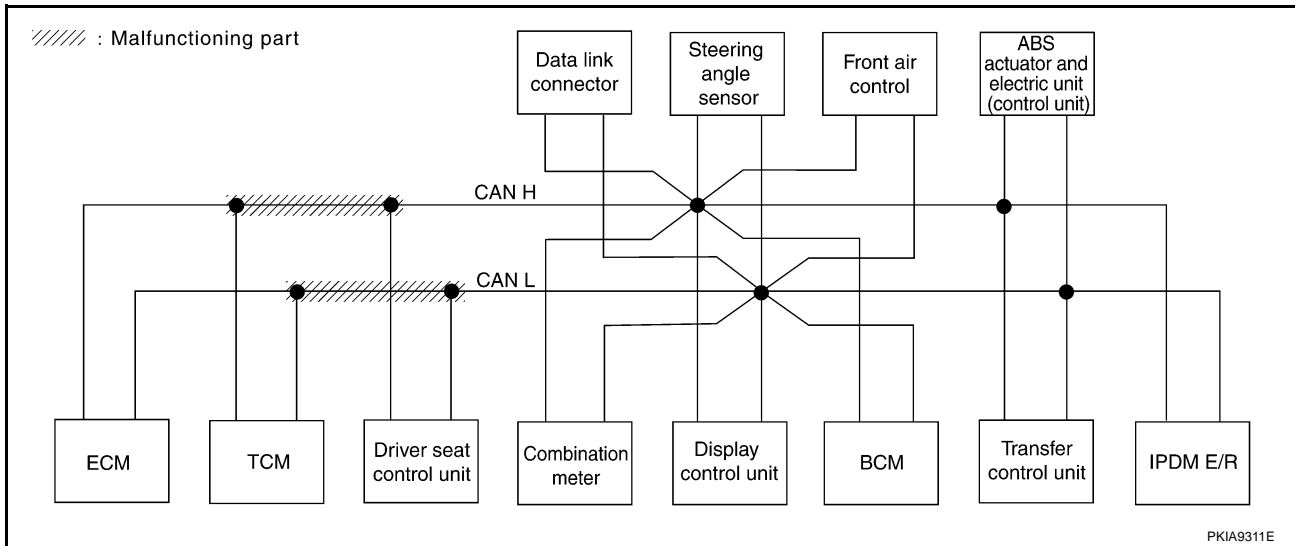 : Malfunctioning part
Data link
connector
Steering
angle
sensor
Front air
control
ABS
actuator and
electric unit
(control unit)
CAN H
CAN L
ECM
TCM
Driver seat
control unit
Combination
meter
Display
control unit
BCM
Transfer
control unit
IPDM E/R
PKIA9311E